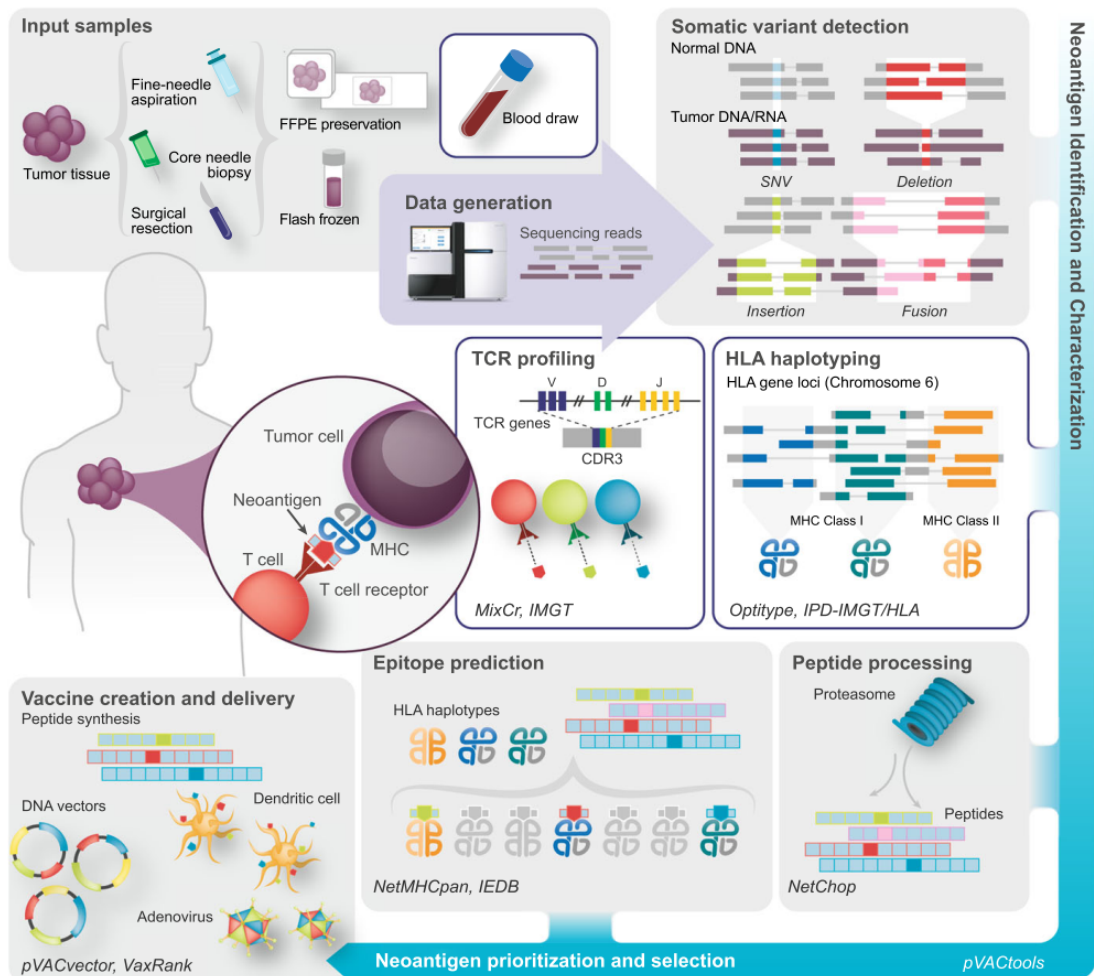 Input samples
Fine-needle
aspiration
Tumor tissue
Core needle
biopsy
Surgical
resection
FFPE preservation
Flash frozen
Blood draw
Data generation
Sequencing reads
Somatic variant detection
Normal DNA
Tumor DNA/RNA
SNV
Deletion
Insertion
Fusion
Neoantigen Identification and Characterization
Tumor cell
Neoantigen
MHC
T cell
T cell receptor
TCR profiling
V
D
J
TCR genes
CDR3
MixCr, IMGT
HLA haplotyping
HLA gene loci (Chromosome 6)
MHC Class I
MHC Class II
Optitype, IPD-IMGT/HLA
Epitope prediction
HLA haplotypes
NetMHCpan, IEDB
Peptide processing
Proteasome
Peptides
NetChop
Vaccine creation and delivery
Peptide synthesis
DNA vectors
Dendritic cell
Adenovirus
pVACvector, VaxRank
Neoantigen prioritization and selection
pVACtools